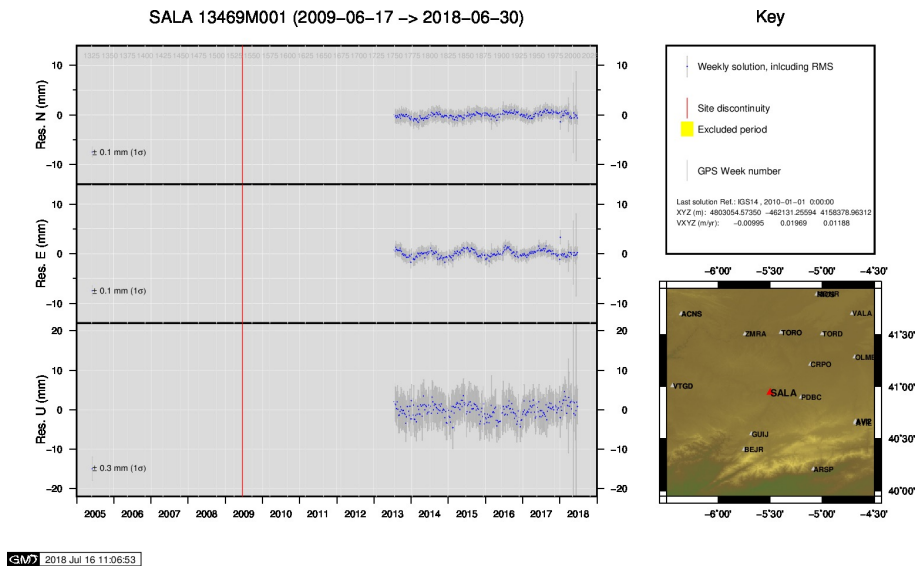 SALA 13469M001 (2009−06−17 −> 2018−06−30)
Key
10
0
−10
Res. N (mm)
± 0.1 mm (1σ)
10
0
−10
10
0
−10
Res. E (mm)
± 0.1 mm (1σ)
10
0
−10
20
10
0
−10
−20
Res. U (mm)
± 0.3 mm (1σ)
20
10
0
−10
−20
2005 2006 2007 2008 2009 2010 2011 2012 2013 2014 2015 2016 2017 2018
Weekly solution, inlcuding RMS
Site discontinuity
Excluded period
GPS Week number
Last solution Ref.: IGS14 , 2010−01−01 0:00:00
XYZ (m): 4803054.57350 −462131.25594 4158378.96312
VXYZ (m/yr): −0.00995 0.01969 0.01188
−6˚00' −5˚30' −5˚00' −4˚30'
ACNS
VALA
ZMRA
TORO
TORD
41˚30'
OLME
CRPO
VTGD
41˚00'
SALA
PDBC
GUIJ
40˚30'
BEJR
ARSP
40˚00'
−6˚00' −5˚30' −5˚00' −4˚30'
GMT 2018 Jul 16 11:06:53